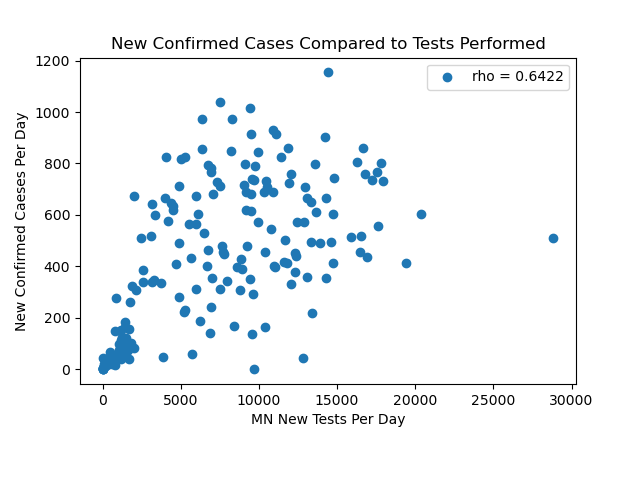 New Confirmed Cases Compared to Tests Performed
rho = 0.6422
New Confirmed Caeses Per Day
1200
1000
800
600
400
200
0
0 5000 10000 15000 20000 25000 30000
MN New Tests Per Day